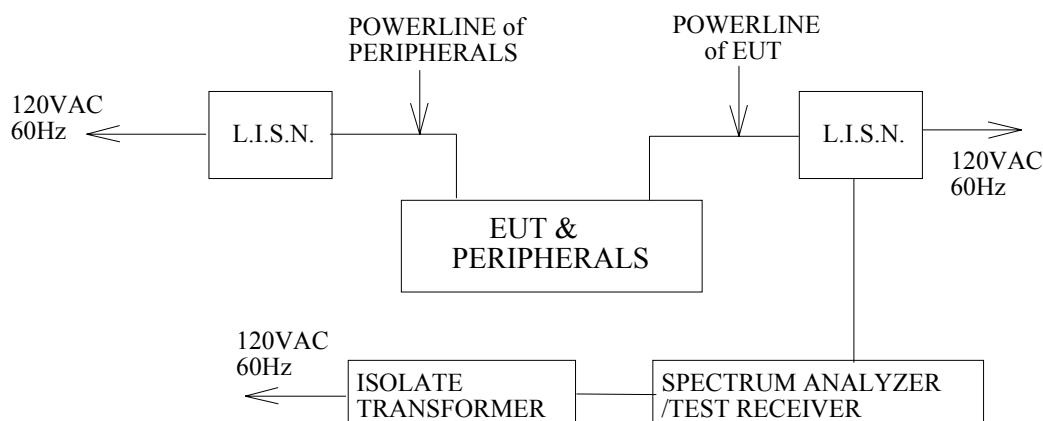 POWERLINE of
PERIPHERALS
POWERLINE
of EUT
120VAC
60Hz
L.I.S.N.
L.I.S.N.
120VAC
60Hz
EUT &
PERIPHERALS
120VAC
60Hz
ISOLATE
TRANSFORMER
SPECTRUM ANALYZER
/TEST RECEIVER